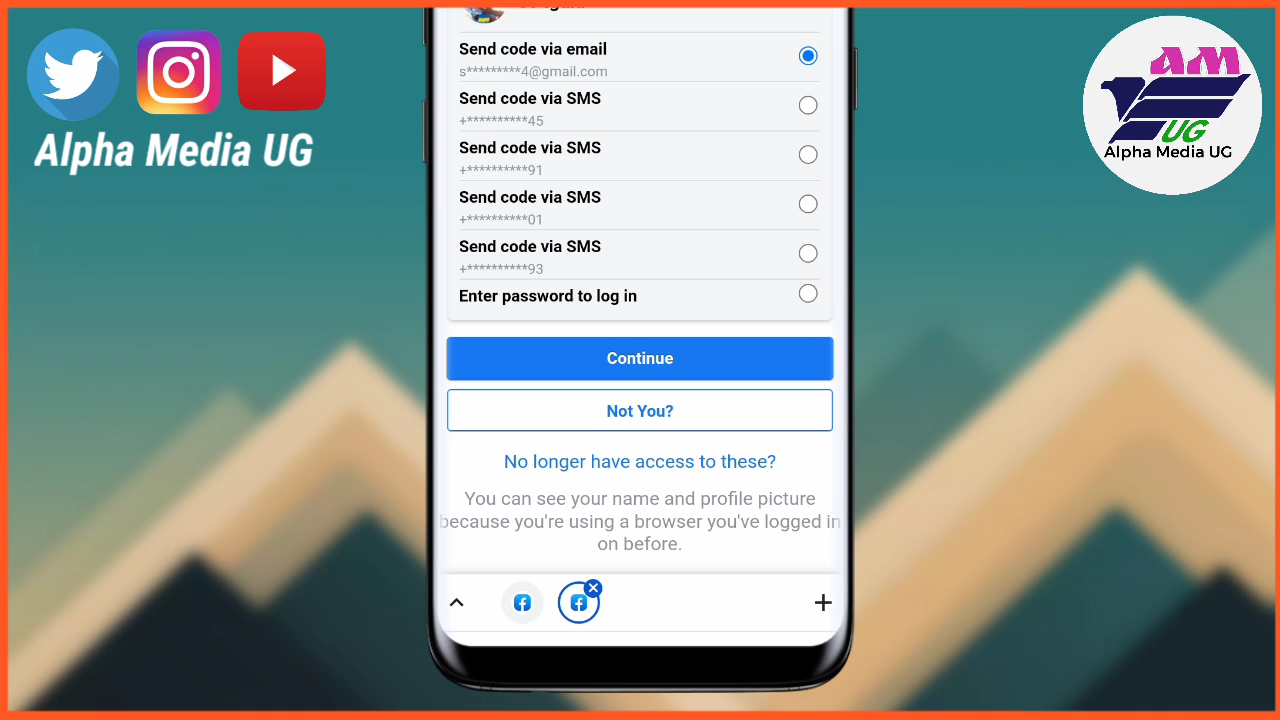 Alpha Media UG
AM
UG
Alpha Media UG
Send code via email
s*********4@gmail.com
Send code via SMS
+**********45
Send code via SMS
+**********91
Send code via SMS
+**********01
Send code via SMS
+**********93
Enter password to log in
Continue
Not You?
No longer have access to these?
You can see your name and profile picture
because you're using a browser you've logged in
on before.